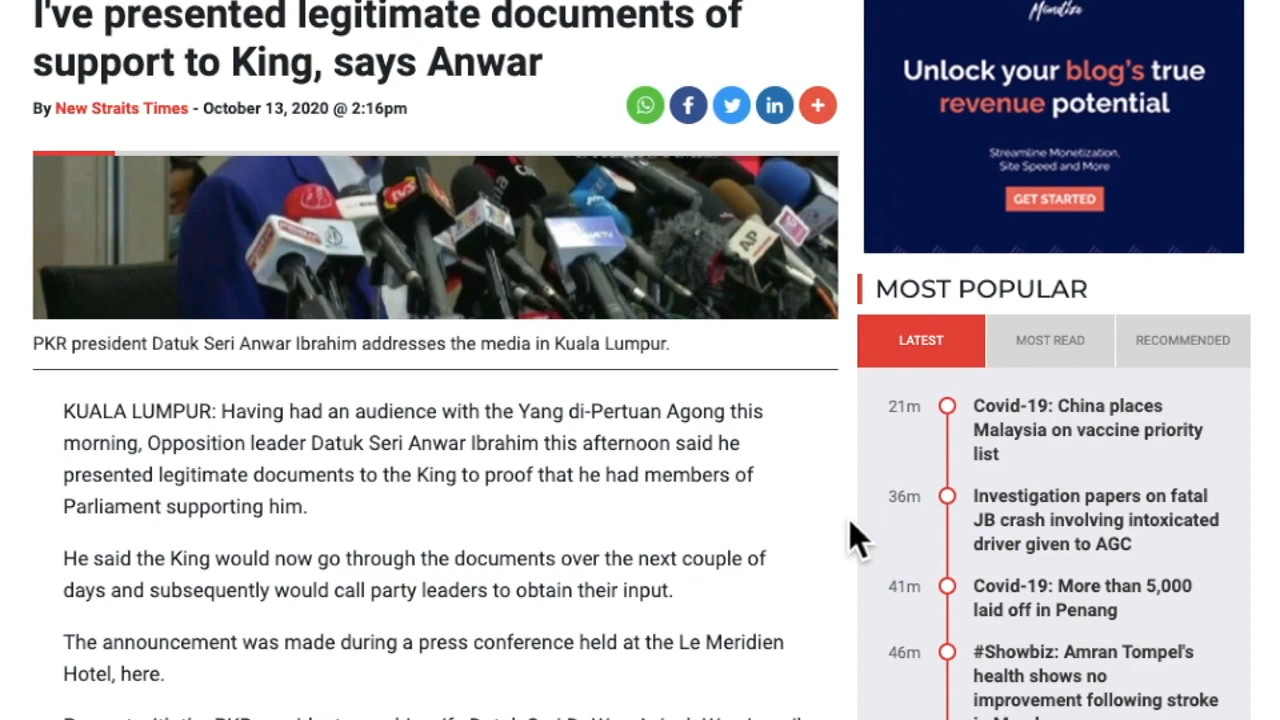 I've presented legitimate documents of
support to King, says Anwar
By New Straits Times - October 13, 2020 @ 2:16pm
PKR president Datuk Seri Anwar Ibrahim addresses the media in Kuala Lumpur.
KUALA LUMPUR: Having had an audience with the Yang di-Pertuan Agong this
morning, Opposition leader Datuk Seri Anwar Ibrahim this afternoon said he
presented legitimate documents to the King to proof that he had members of
Parliament supporting him.
He said the King would now go through the documents over the next couple of
days and subsequently would call party leaders to obtain their input.
The announcement was made during a press conference held at the Le Meridien
Hotel, here.
tv3
AP
Unlock your blog's true
revenue potential
Streamline Monetization,
Site Speed and More
GET STARTED
MOST POPULAR
LATEST
MOST READ
RECOMMENDED
21m
Covid-19: China places
Malaysia on vaccine priority
list
36m
Investigation papers on fatal
JB crash involving intoxicated
driver given to AGC
41m
Covid-19: More than 5,000
laid off in Penang
46m
#Showbiz: Amran Tompel's
health shows no
improvement following stroke